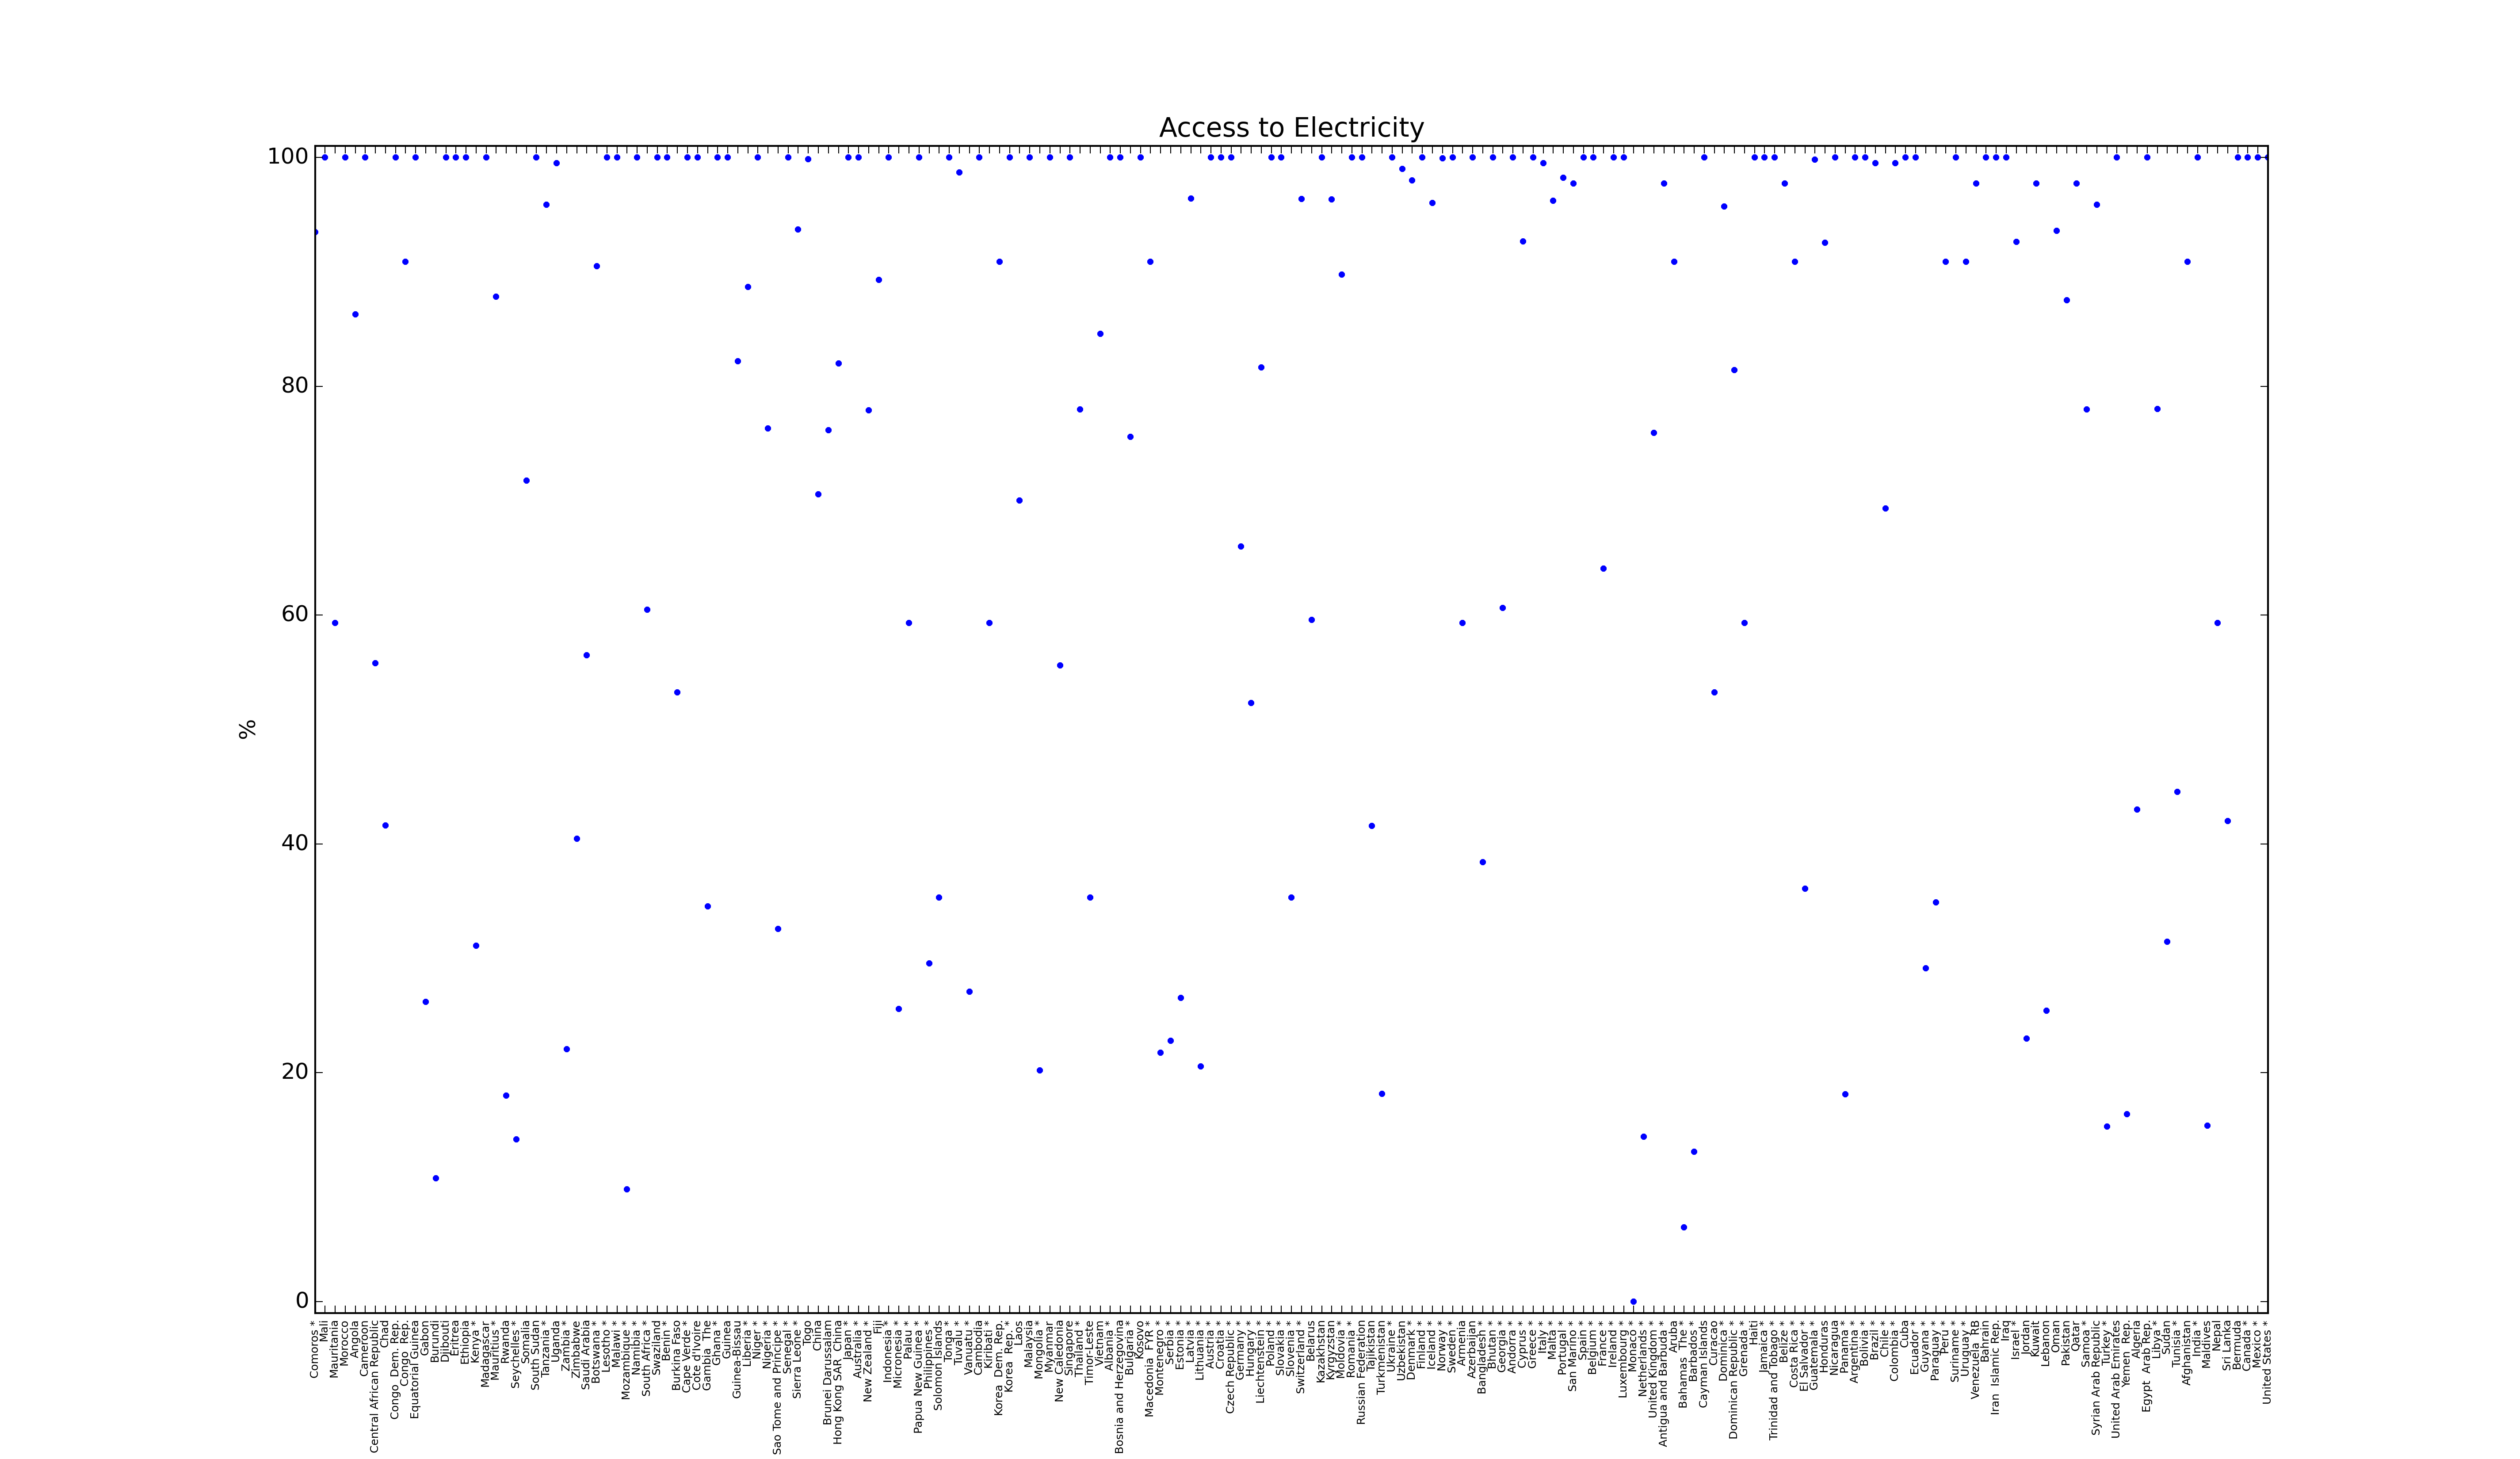 Access to Electricity
%
100
80
60
40
20
0
Comoros *
Mali
Mauritania
Morocco
Angola
Cameroon
Central African Republic
Chad
Congo  Dem. Rep.
Congo  Rep.
Equatorial Guinea
Gabon
Burundi
Djibouti
Eritrea
Ethiopia
Kenya *
Madagascar
Mauritius *
Rwanda
Seychelles *
Somalia
South Sudan
Tanzania *
Uganda
Zambia *
Zimbabwe
Saudi Arabia
Botswana *
Lesotho *
Malawi *
Mozambique *
Namibia *
South Africa *
Swaziland
Benin *
Burkina Faso
Cape Verde *
Cote d'Ivoire
Gambia  The
Ghana *
Guinea
Guinea-Bissau
Liberia *
Niger *
Nigeria *
Sao Tome and Principe *
Senegal *
Sierra Leone *
Togo
China
Brunei Darussalam
Hong Kong SAR  China
Japan *
Australia *
New Zealand *
Fiji
Indonesia *
Micronesia *
Palau *
Papua New Guinea *
Philippines *
Solomon Islands
Tonga *
Tuvalu *
Vanuatu *
Cambodia
Kiribati *
Korea  Dem. Rep.
Korea  Rep. *
Laos
Malaysia
Mongolia
Myanmar
New Caledonia
Singapore
Thailand *
Timor-Leste
Vietnam *
Albania *
Bosnia and Herzegovina
Bulgaria *
Kosovo
Macedonia  FYR *
Montenegro *
Serbia *
Estonia *
Latvia *
Lithuania *
Austria *
Croatia *
Czech Republic *
Germany *
Hungary *
Liechtenstein *
Poland *
Slovakia *
Slovenia *
Switzerland *
Belarus
Kazakhstan
Kyrgyzstan
Moldovia *
Romania *
Russian Federation
Tajikistan
Turkmenistan
Ukraine *
Uzbekistan
Denmark *
Finland *
Iceland *
Norway *
Sweden *
Armenia
Azerbaijan
Bangladesh *
Bhutan *
Georgia *
Andorra *
Cyprus *
Greece *
Italy *
Malta *
Portugal *
San Marino *
Spain *
Belgium *
France *
Ireland *
Luxembourg *
Monaco *
Netherlands *
United Kingdom *
Antigua and Barbuda *
Aruba *
Bahamas  The *
Barbados *
Cayman Islands
Curacao
Dominica *
Dominican Republic *
Grenada *
Haiti
Jamaica *
Trinidad and Tobago
Belize *
Costa Rica *
El Salvador *
Guatemala *
Honduras
Nicaragua
Panama *
Argentina *
Bolivia *
Brazil *
Chile *
Colombia
Cuba
Ecuador *
Guyana *
Paraguay *
Peru *
Suriname *
Uruguay *
Venezuela  RB
Bahrain
Iran  Islamic Rep.
Iraq *
Israel *
Jordan
Kuwait
Lebanon
Oman
Pakistan
Qatar
Samoa *
Syrian Arab Republic
Turkey *
United Arab Emirates
Yemen  Rep.
Algeria
Egypt  Arab Rep.
Libya
Sudan
Tunisia *
Afghanistan
India *
Maldives
Nepal
Sri Lanka
Bermuda
Canada *
Mexico *
United States *